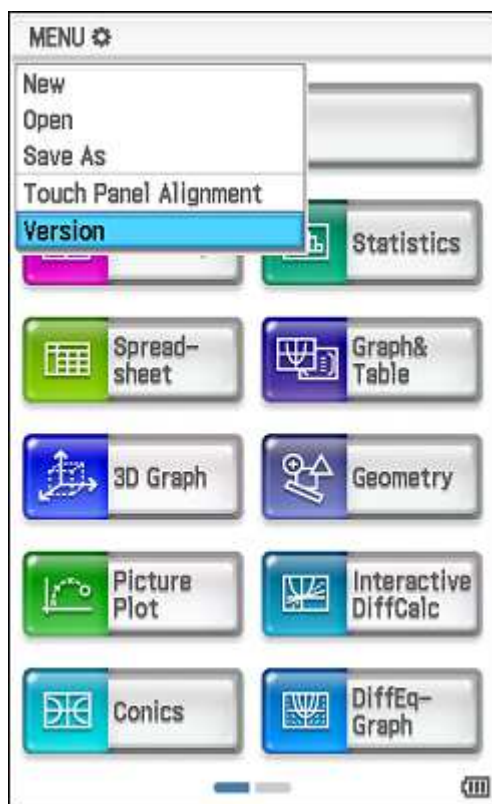 MENU
New
Open
Save As
Touch Panel Alignment
Version
Statistics
Spread-
sheet
Graph&
Table
3D Graph
Geometry
Picture
Plot
Interactive
DiffCalc
Conics
DiffEq-
Graph